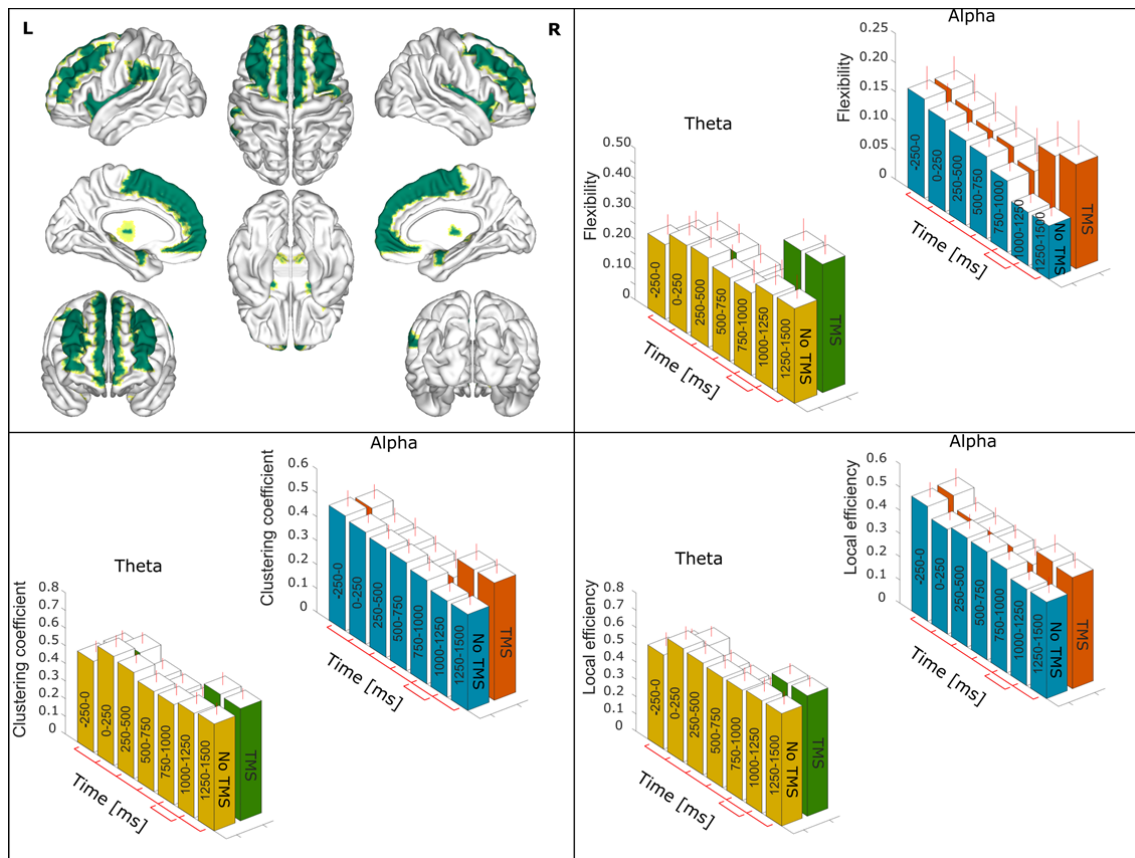 L
R
Theta
Flexibility
0.50
0.40
0.30
0.20
0.10
0
-250-0
0-250
250-500
500-750
750-1000
1000-1250
1250-1500
No TMS
TMS
Time [ms]
Alpha
Flexibility
0.25
0.20
0.15
0.10
0.05
0
-250-0
0-250
250-500
500-750
750-1000
1000-1250
1250-1500
No TMS
TMS
Time [ms]
Theta
Clustering coefficient
0.8
0.7
0.6
0.5
0.4
0.3
0.2
0.1
0
-250-0
0-250
250-500
500-750
750-1000
1000-1250
1250-1500
No TMS
TMS
Time [ms]
Alpha
Clustering coefficient
0.6
0.5
0.4
0.3
0.2
0.1
0
-250-0
0-250
250-500
500-750
750-1000
1000-1250
1250-1500
No TMS
TMS
Time [ms]
Theta
Local efficiency
0.8
0.7
0.6
0.5
0.4
0.3
0.2
0.1
0
-250-0
0-250
250-500
500-750
750-1000
1000-1250
1250-1500
No TMS
TMS
Time [ms]
Alpha
Local efficiency
0.6
0.5
0.4
0.3
0.2
0.1
0
-250-0
0-250
250-500
500-750
750-1000
1000-1250
1250-1500
No TMS
TMS
Time [ms]